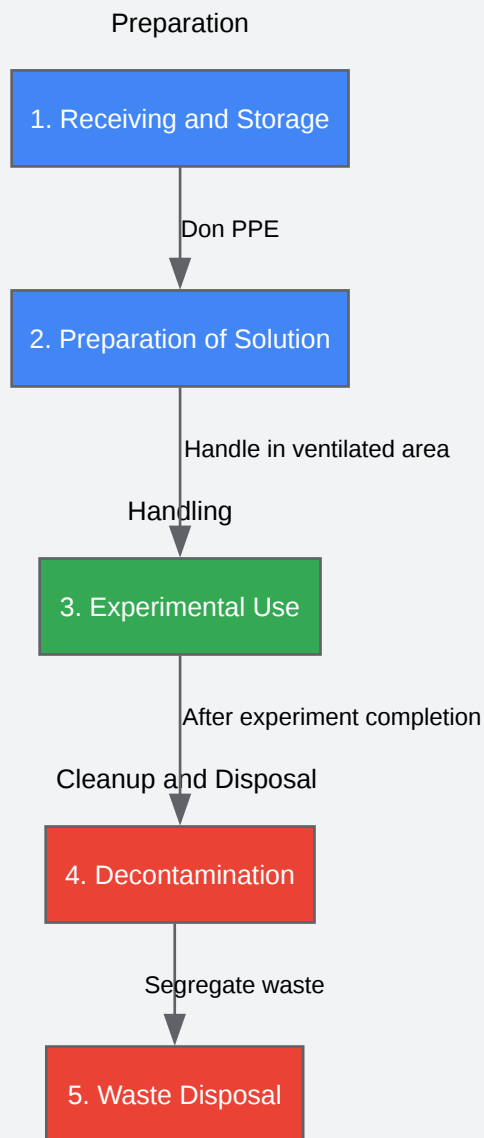 Preparation
1. Receiving and Storage
Don PPE
2. Preparation of Solution
Handle in ventilated area
Handling
3. Experimental Use
After experiment completion
Cleanup and Disposal
4. Decontamination
Segregate waste
5. Waste Disposal